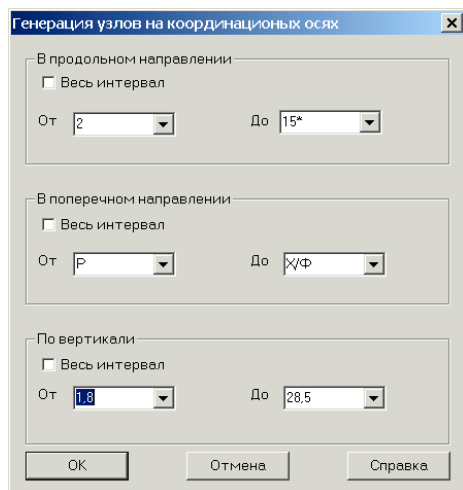 Генерация узлов на координационых осях
В продольном направлении
Весь интервал
От 2 До 15*
В поперечном направлении
Весь интервал
От Р До Х/Ф
По вертикали
Весь интервал
От 1,8 До 28,5
ОК Отмена Справка